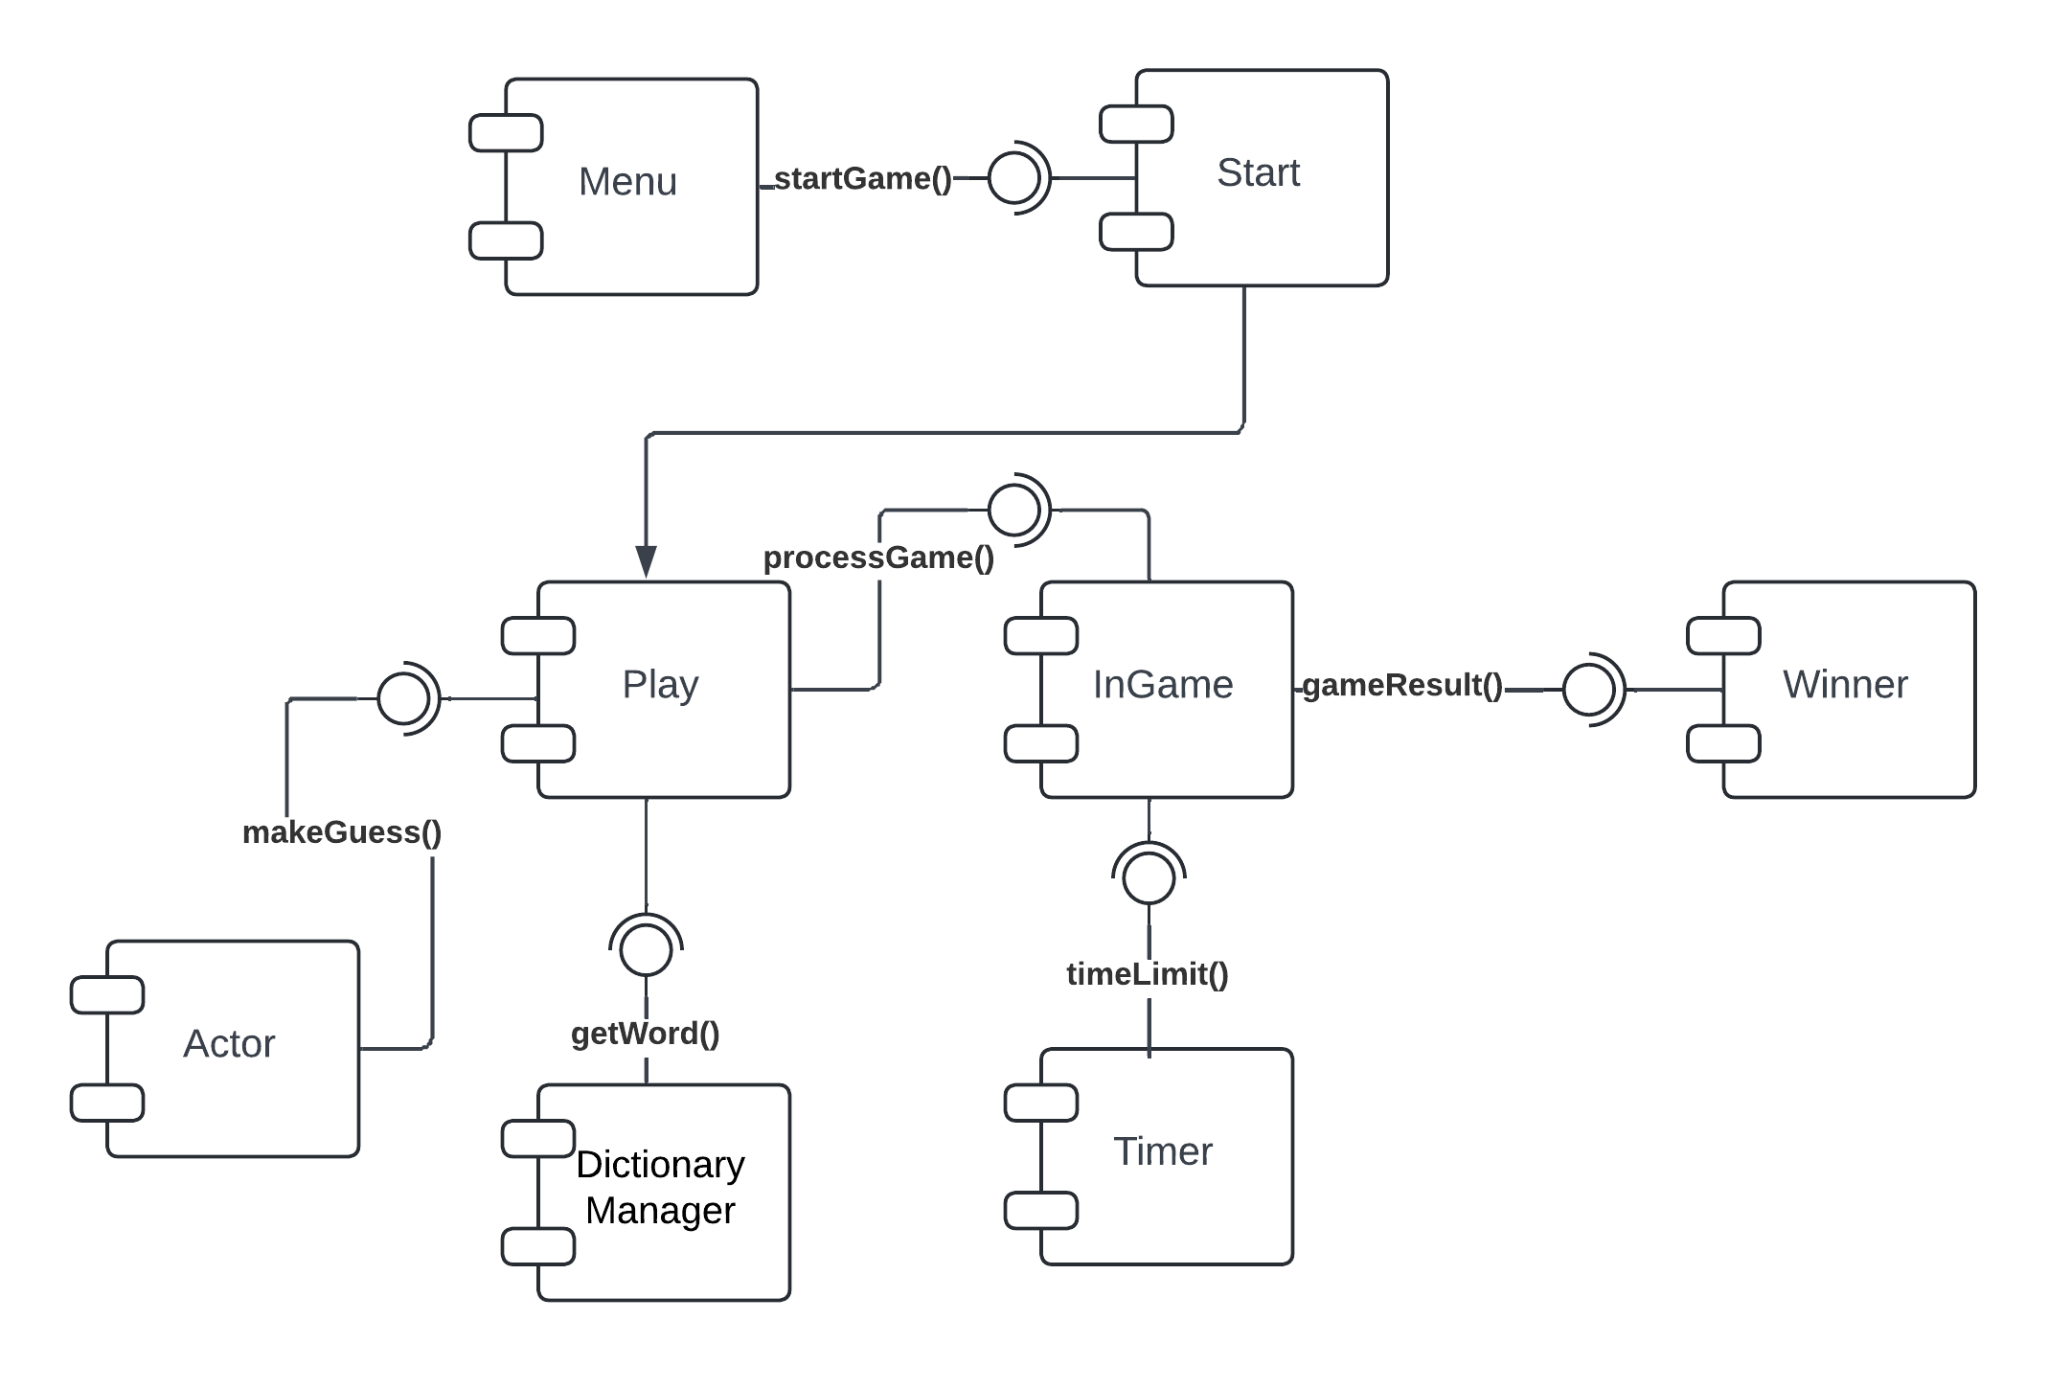 Menu
startGame()
Start
processGame()
Play
InGame
gameResult()
Winner
makeGuess()
timeLimit()
getWord()
Actor
Dictionary
Manager
Timer